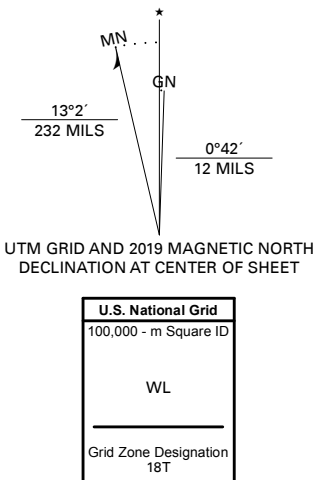 ★
MN
GN
13°2´
232 MILS
0°42´
12 MILS
UTM GRID AND 2019 MAGNETIC NORTH
DECLINATION AT CENTER OF SHEET
U.S. National Grid
100,000 - m Square ID
WL
Grid Zone Designation
18T